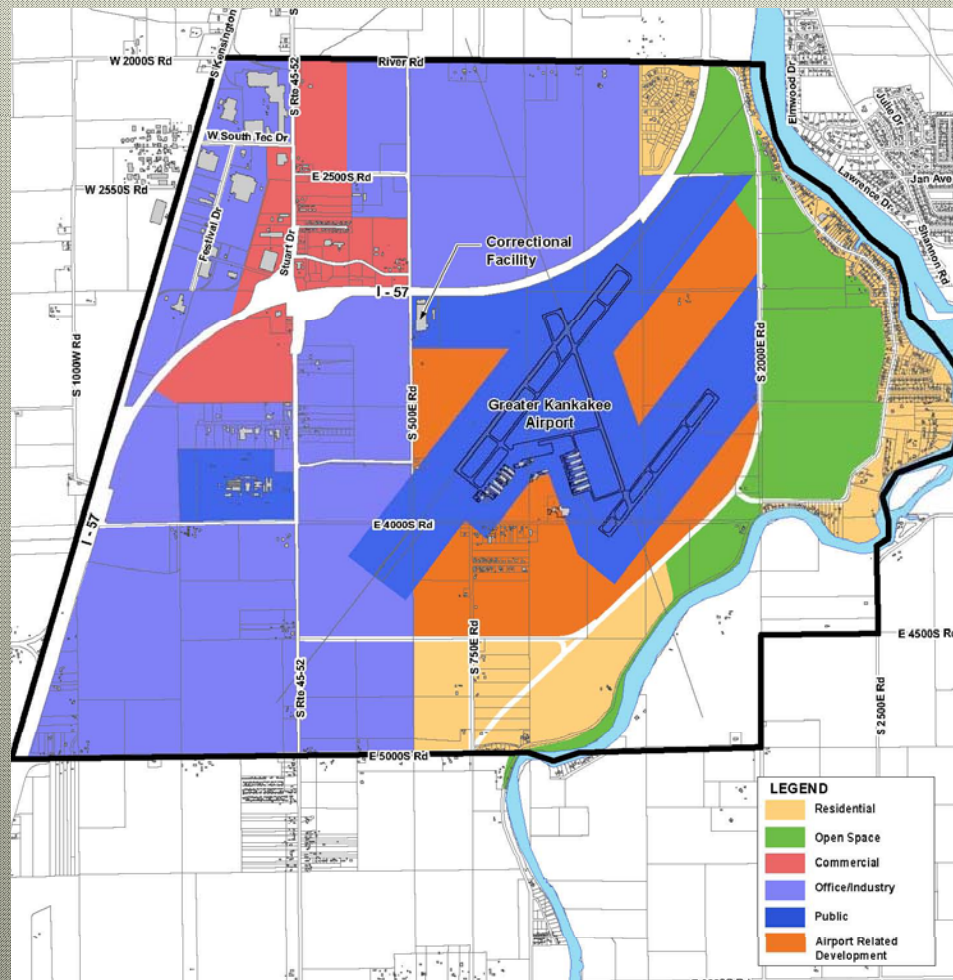 W 2000S Rd
S Kensington
S Rte 45-52
River Rd
Elmwood Dr
Julie Dr
W South Tec Dr
E 2500S Rd
Jan Ave
W 2550S Rd
Lawrence Dr
Festival Dr
Stuart Dr
Shannon Rd
Correctional
Facility
I - 57
S 1000W Rd
S 2000E Rd
S 500E Rd
Greater Kankakee
Airport
I - 57
E 4000S Rd
S 750E Rd
E 4500S Rd
S Rte 45-52
S 2500E Rd
E 5000S Rd
LEGEND
Residential
Open Space
Commercial
Office/Industry
Public
Airport Related
Development